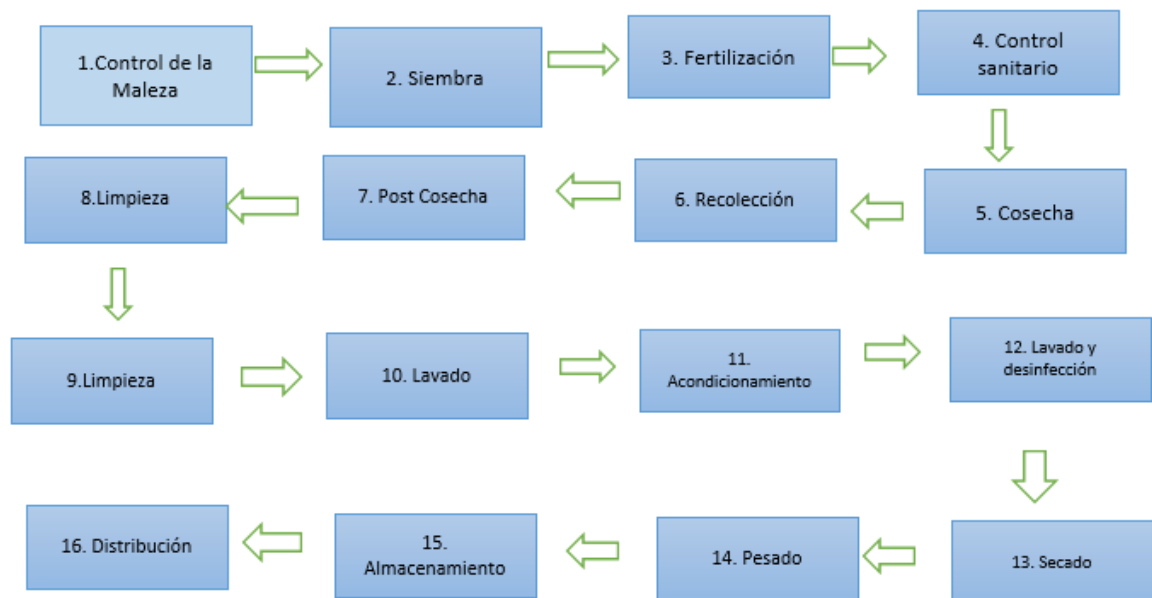 1.Control de la
Maleza
2. Siembra
3. Fertilización
4. Control
sanitario
5. Cosecha
6. Recolección
7. Post Cosecha
8.Limpieza
9.Limpieza
10. Lavado
11.
Acondicionamiento
12. Lavado y
desinfección
13. Secado
14. Pesado
15.
Almacenamiento
16. Distribución